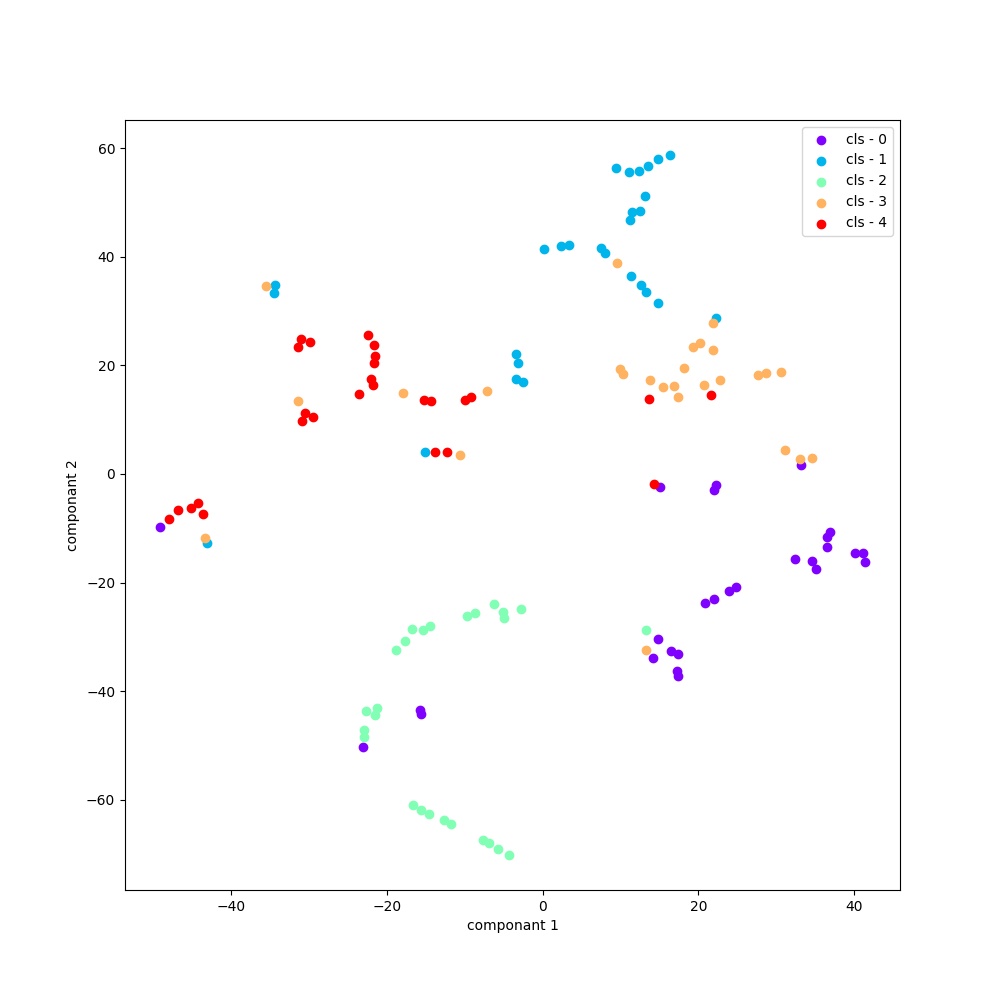 cls - 0
cls - 1
cls - 2
cls - 3
cls - 4
60
40
20
0
−20
−40
−60
componant 2
−40
−20
0
20
40
componant 1